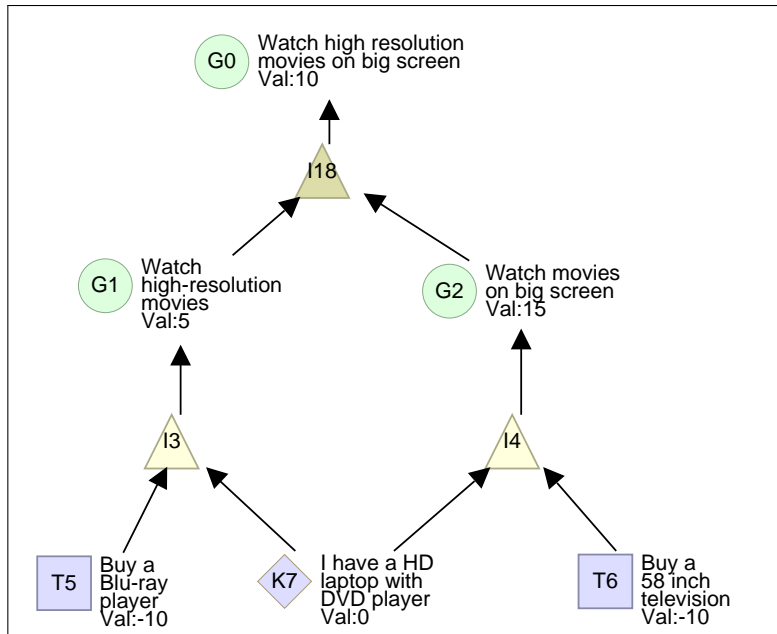 G0
Watch high resolution
movies on big screen
Val:10
I18
G1
Watch
high-resolution
movies
Val:5
G2
Watch movies
on big screen
Val:15
I3
I4
T5
Buy a
Blu-ray
player
Val:-10
K7
I have a HD
laptop with
DVD player
Val:0
T6
Buy a
58 inch
television
Val:-10